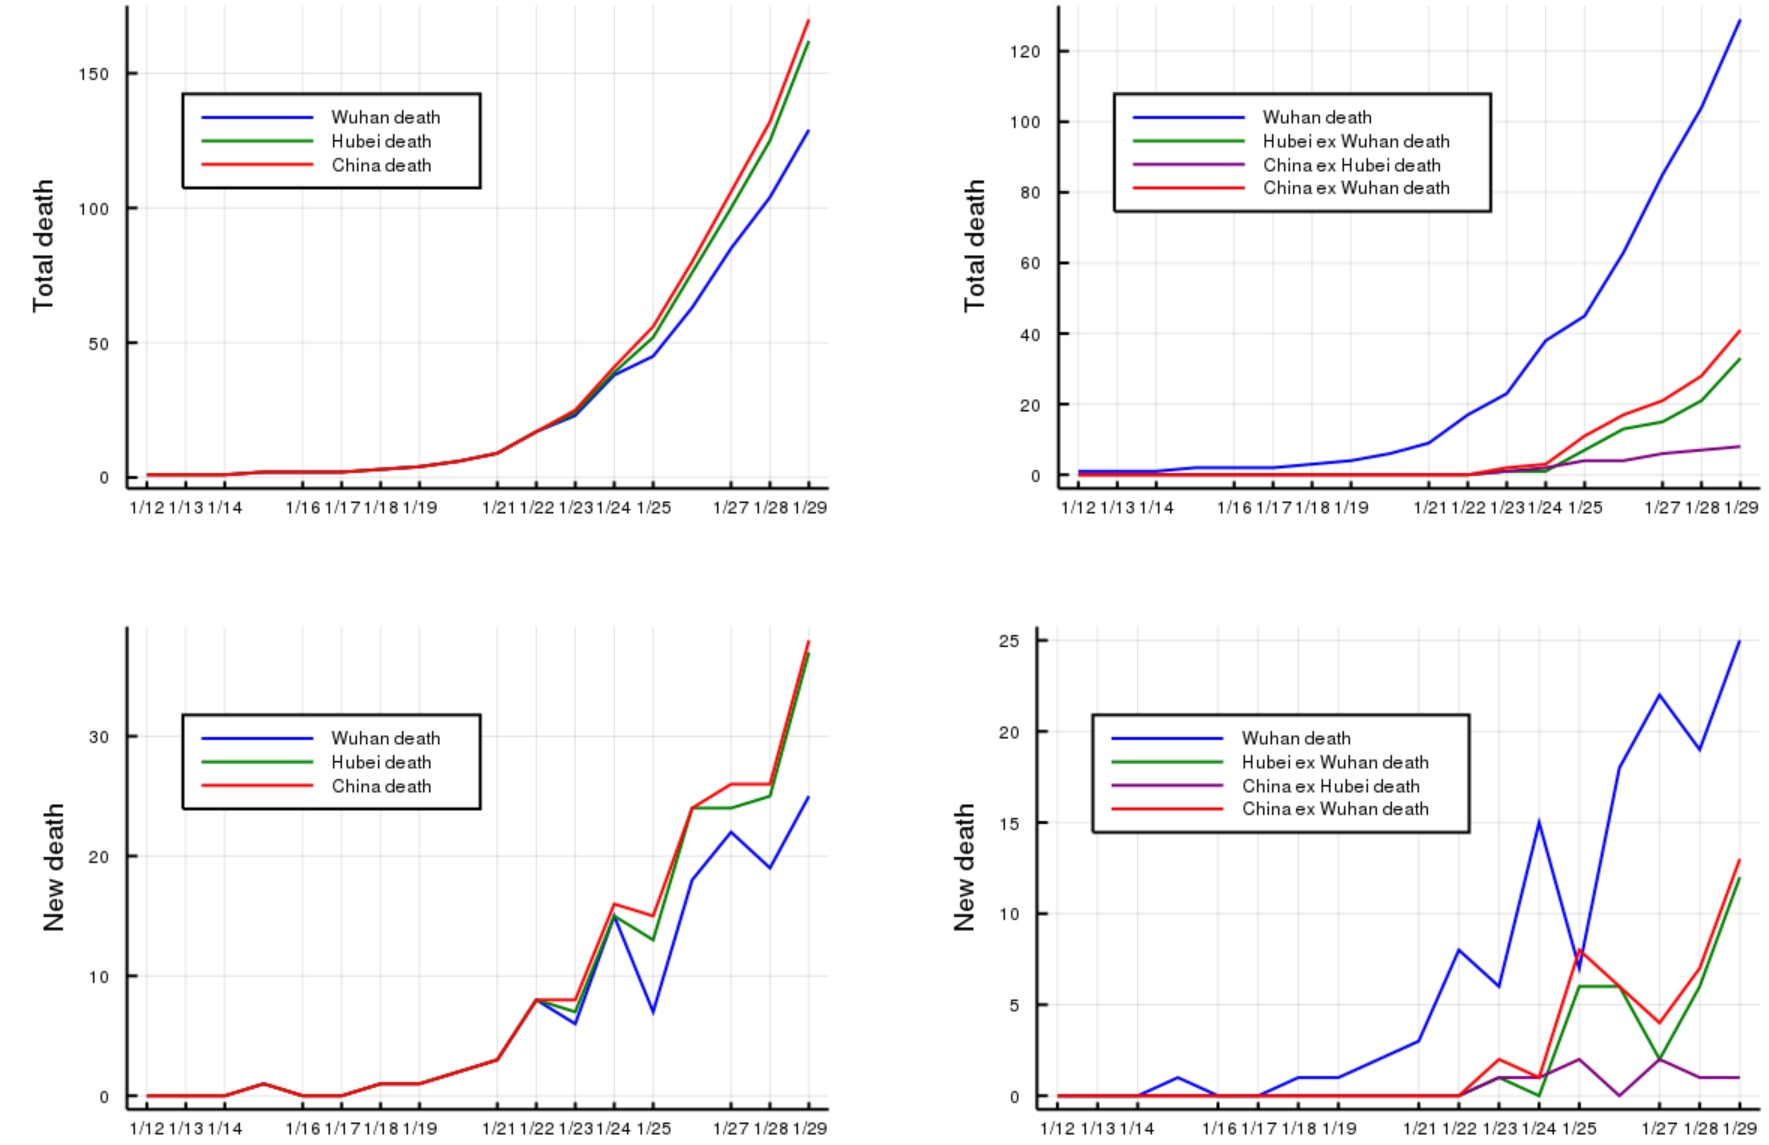 150
100
50
0
Total death
Wuhan death
Hubei death
China death
1/12 1/13 1/14 1/16 1/17 1/18 1/19 1/21 1/22 1/23 1/24 1/25 1/27 1/28 1/29
120
100
80
60
40
20
0
Total death
Wuhan death
Hubei ex Wuhan death
China ex Hubei death
China ex Wuhan death
1/12 1/13 1/14 1/16 1/17 1/18 1/19 1/21 1/22 1/23 1/24 1/25 1/27 1/28 1/29
30
20
10
0
New death
Wuhan death
Hubei death
China death
1/12 1/13 1/14 1/16 1/17 1/18 1/19 1/21 1/22 1/23 1/24 1/25 1/27 1/28 1/29
25
20
15
10
5
0
New death
Wuhan death
Hubei ex Wuhan death
China ex Hubei death
China ex Wuhan death
1/12 1/13 1/14 1/16 1/17 1/18 1/19 1/21 1/22 1/23 1/24 1/25 1/27 1/28 1/29